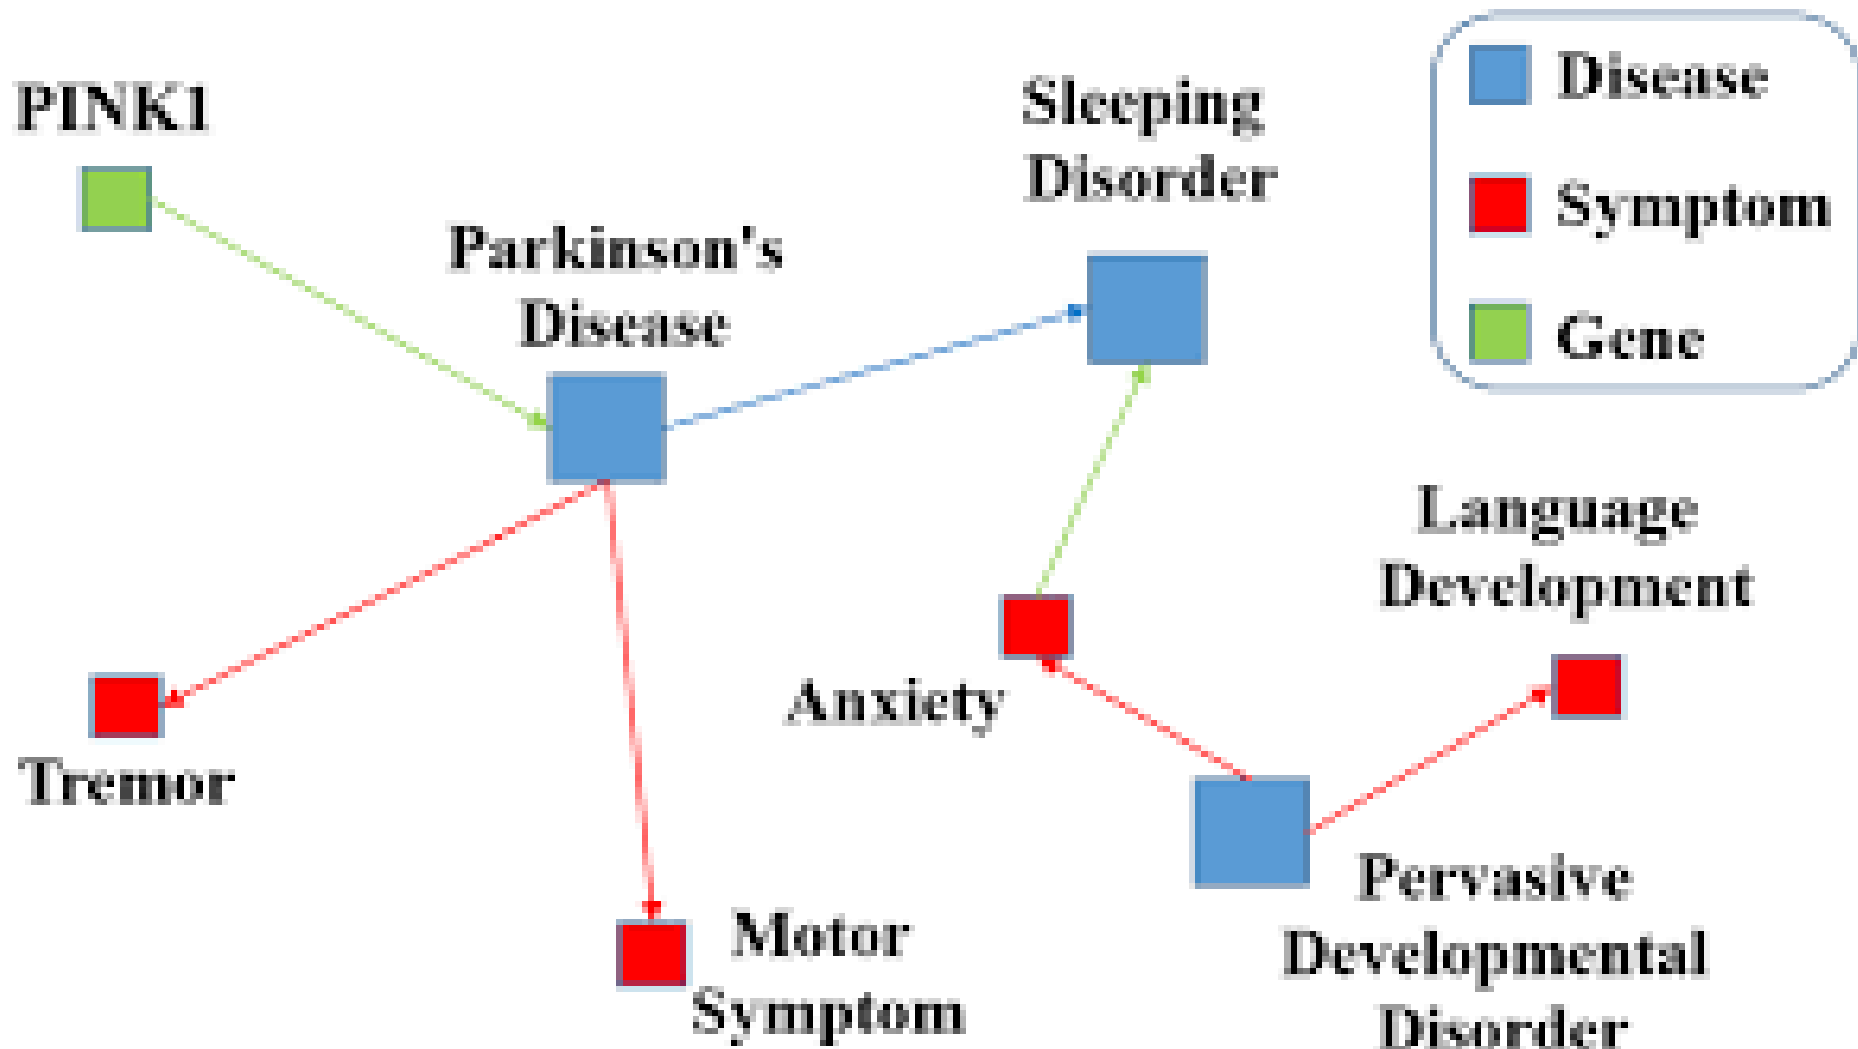 PINK1
Parkinson's
Disease
Sleeping
Disorder
Disease
Symptom
Gene
Language
Development
Anxiety
Tremor
Motor
Symptom
Pervasive
Developmental
Disorder